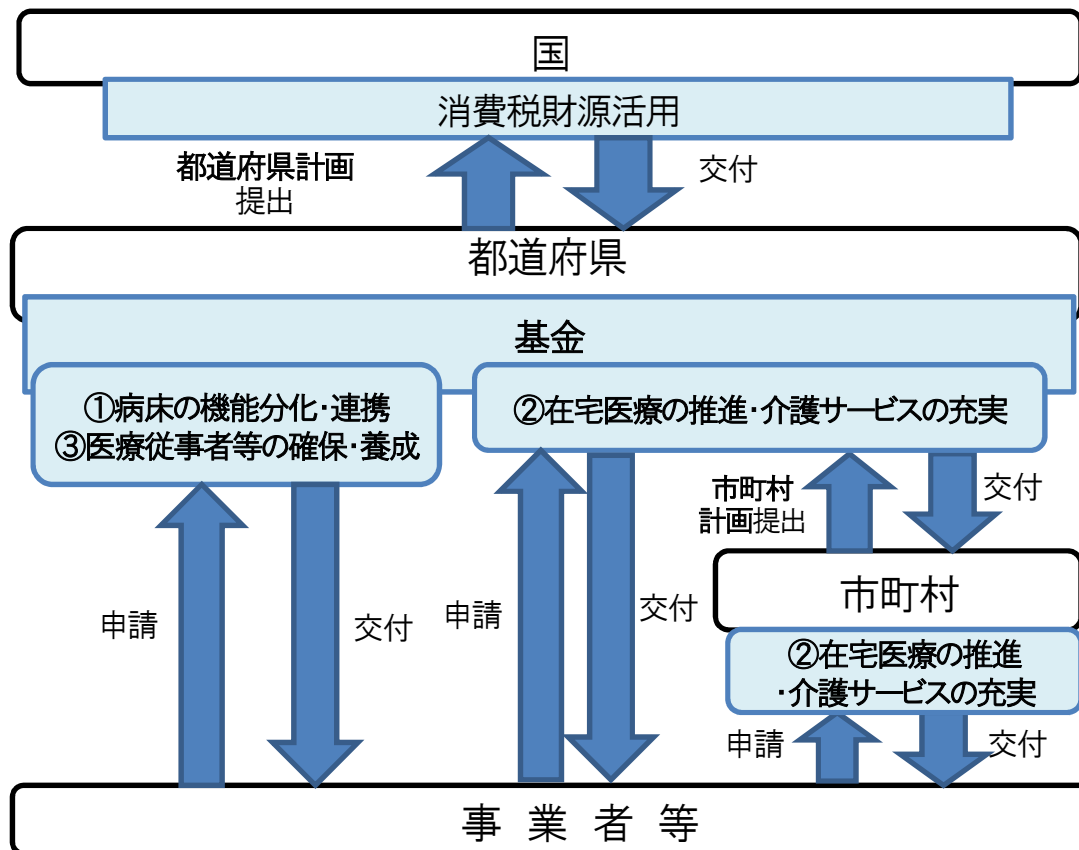 国
消費税財源活用
都道府県計画
提出
交付
都道府県
基金
①病床の機能分化・連携
③医療従事者等の確保・養成
②在宅医療の推進・介護サービスの充実
市町村
計画提出
交付
市町村
②在宅医療の推進
・介護サービスの充実
申請
交付
申請
交付
申請
交付
事業者等